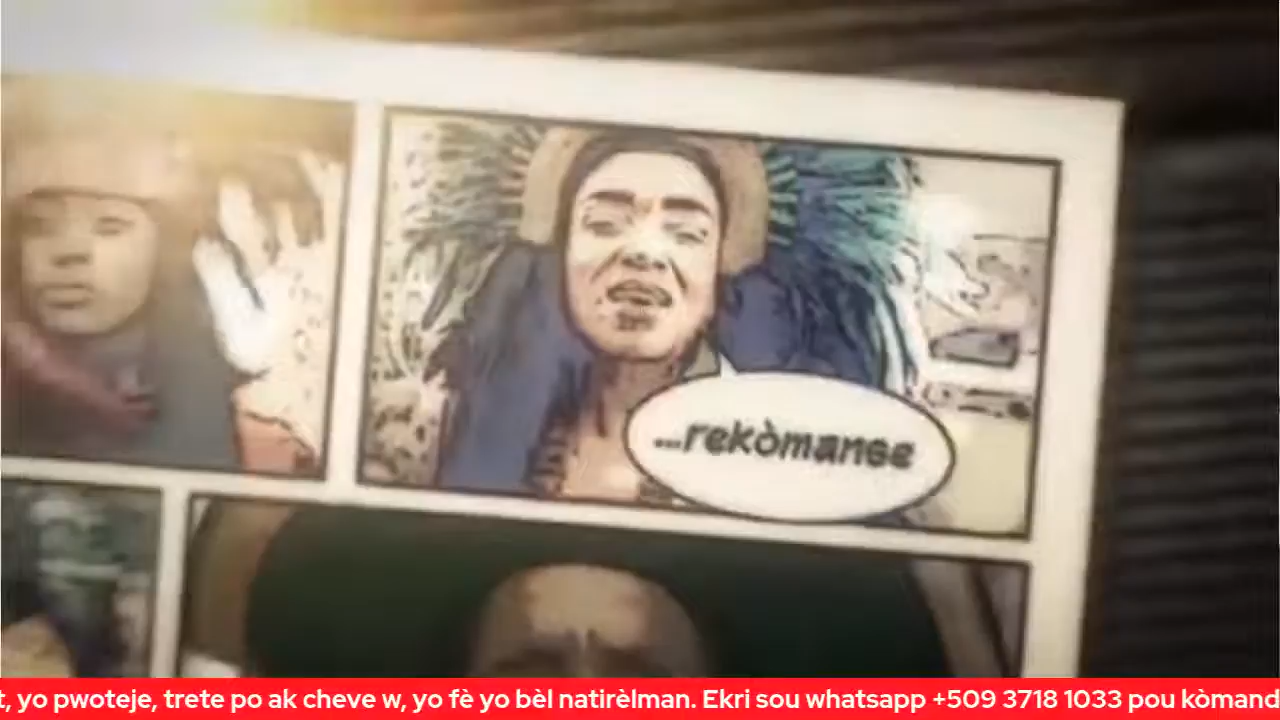 ...rekòmanse
t, yo pwoteje, trete po ak cheve w, yo fè yo bèl natirèlman. Ekri sou whatsapp +509 3718 1033 pou kòmand